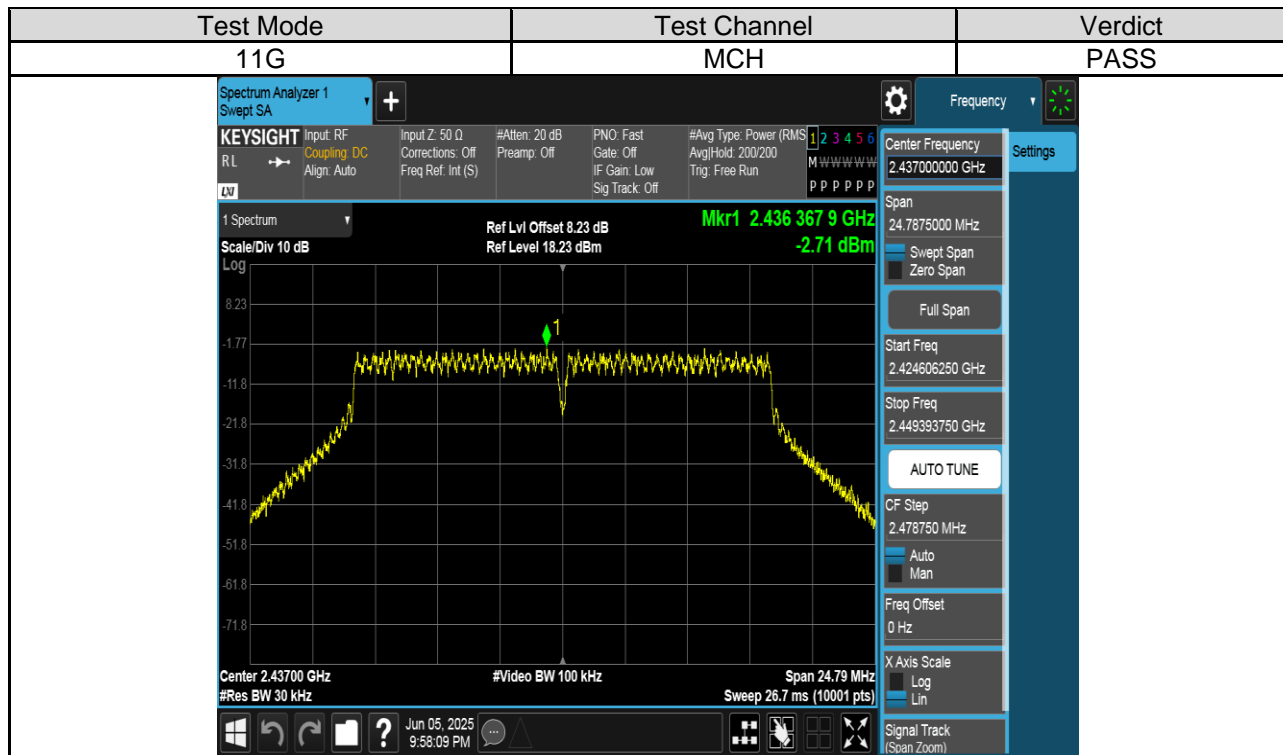 Test Mode Test Channel Verdict
11G MCH PASS
Spectrum Analyzer 1
Swept SA
+
Frequency
KEYSIGHT Input: RF Input Z: 50 Ω #Atten: 20 dB PNO: Fast #Avg Type: Power (RMS 1 2 3 4 5 6
RL Coupling: DC Corrections: Off Preamp: Off Gate: Off Avg|Hold: 200/200 M W W W W W
Align: Auto Freq Ref: Int (S) IF Gain: Low Trig: Free Run
LXI Sig Track: Off P P P P P P
1 Spectrum
Ref Lvl Offset 8.23 dB Mkr1 2.436 367 9 GHz
Scale/Div 10 dB Ref Level 18.23 dBm -2.71 dBm
Log
8.23
1
-1.77
-11.8
-21.8
-31.8
-41.8
-51.8
-61.8
-71.8
Center 2.43700 GHz #Video BW 100 kHz Span 24.79 MHz
#Res BW 30 kHz Sweep 26.7 ms (10001 pts)
? Jun 05, 2025
9:58:09 PM
Center Frequency
2.437000000 GHz
Settings
Span
24.7875000 MHz
Swept Span
Zero Span
Full Span
Start Freq
2.424606250 GHz
Stop Freq
2.449393750 GHz
AUTO TUNE
CF Step
2.478750 MHz
Auto
Man
Freq Offset
0 Hz
X Axis Scale
Log
Lin
Signal Track
(Span Zoom)